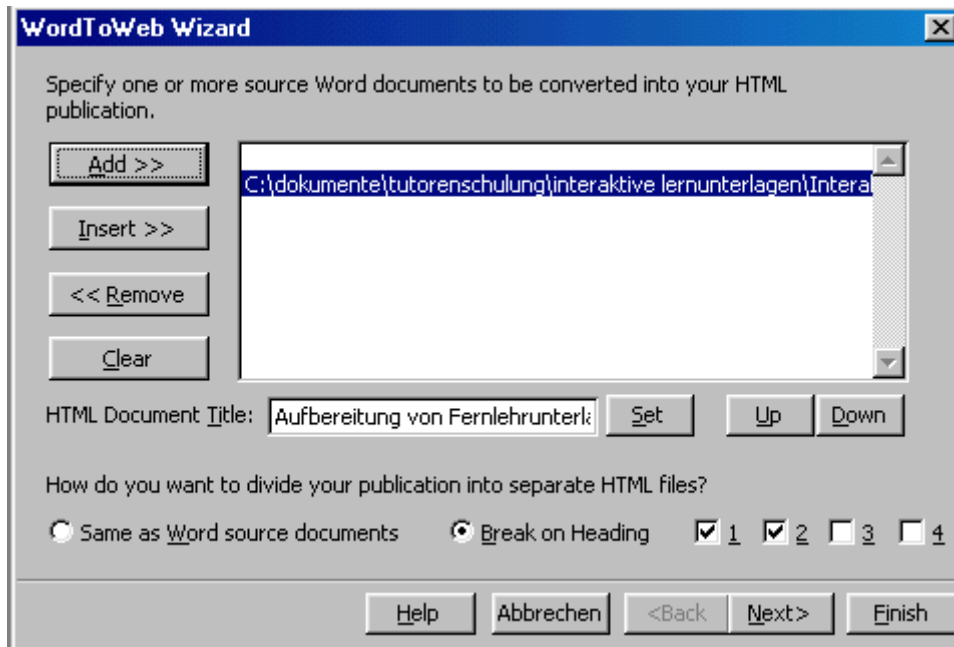 WordToWeb Wizard
Specify one or more source Word documents to be converted into your HTML
publication.
Add >>
C:\dokumente\tutorenschulung\interaktive lernunterlagen\Intera
Insert >>
<< Remove
Clear
HTML Document Title: Aufbereitung von Fernlehrunterla Set Up Down
How do you want to divide your publication into separate HTML files?
Same as Word source documents Break on Heading 1 2 3 4
Help Abbrechen <Back Next> Finish